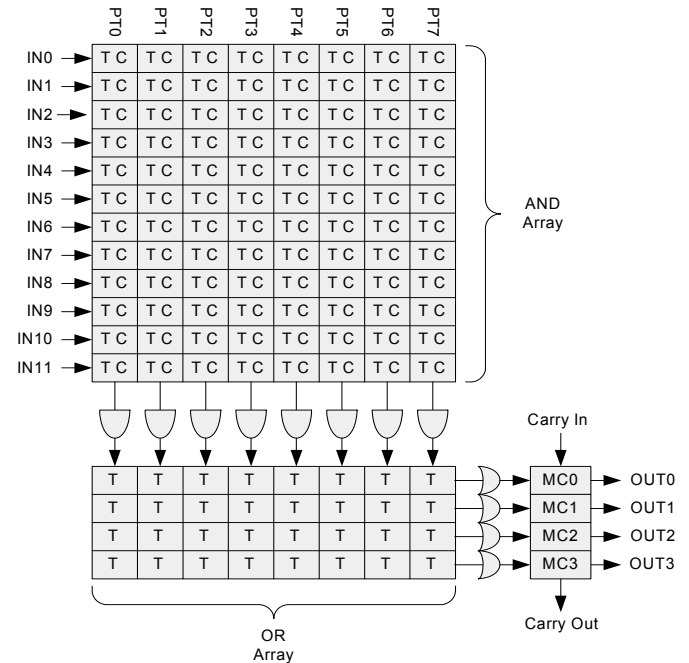 PT0 PT1 PT2 PT3 PT4 PT5 PT6 PT7
IN0 T C T C T C T C T C T C T C T C
IN1 T C T C T C T C T C T C T C T C
IN2 T C T C T C T C T C T C T C T C
IN3 T C T C T C T C T C T C T C T C
IN4 T C T C T C T C T C T C T C T C
IN5 T C T C T C T C T C T C T C T C
IN6 T C T C T C T C T C T C T C T C
IN7 T C T C T C T C T C T C T C T C
IN8 T C T C T C T C T C T C T C T C
IN9 T C T C T C T C T C T C T C T C
IN10 T C T C T C T C T C T C T C T C
IN11 T C T C T C T C T C T C T C T C
AND
Array
Carry In
T T T T T T T T MC0 OUT0
T T T T T T T T MC1 OUT1
T T T T T T T T MC2 OUT2
T T T T T T T T MC3 OUT3
Carry Out
OR
Array